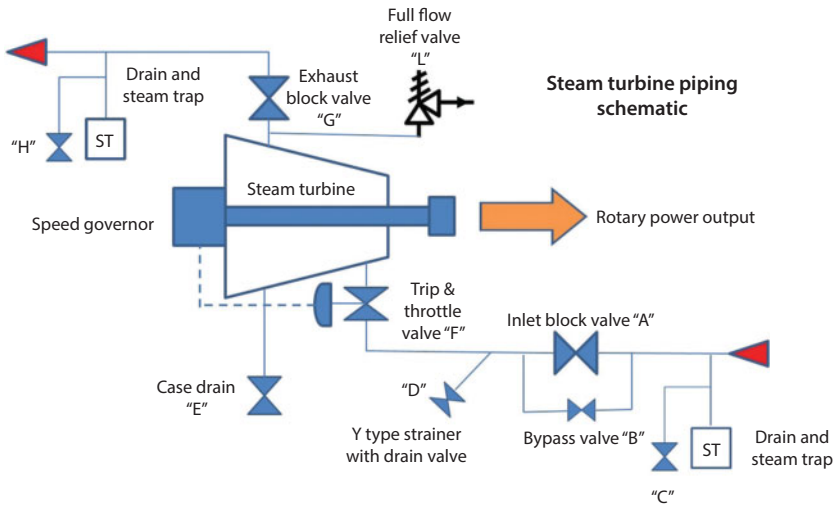 Full flow
relief valve
“L”
Steam turbine piping
schematic
Drain and
steam trap
Exhaust
block valve
“G”
“H”
ST
Steam turbine
Speed governor
Rotary power output
Trip &
throttle
valve “F”
Inlet block valve “A”
Case drain
“E”
“D”
Y type strainer
with drain valve
Bypass valve “B”
ST
Drain and
steam trap
“C”